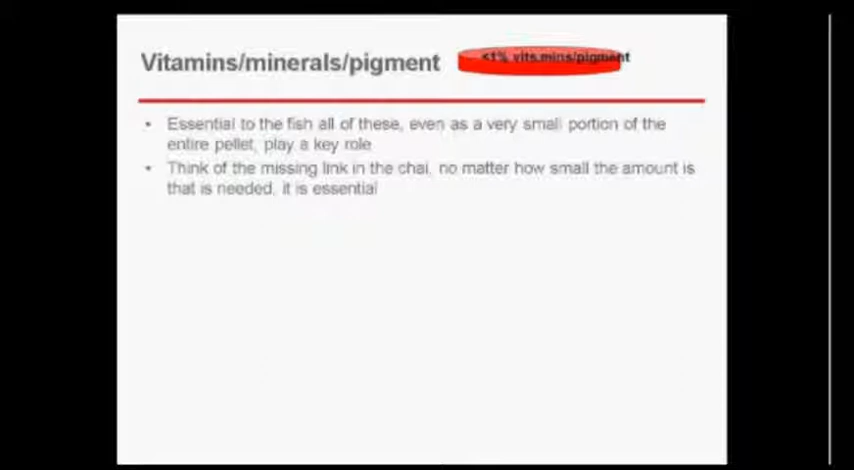 Vitamins/minerals/pigment
<1% vits.mins/pigment
• Essential to the fish all of these, even as a very small portion of the
entire pellet, play a key role
• Think of the missing link in the chai, no matter how small the amount is
that is needed, it is essential